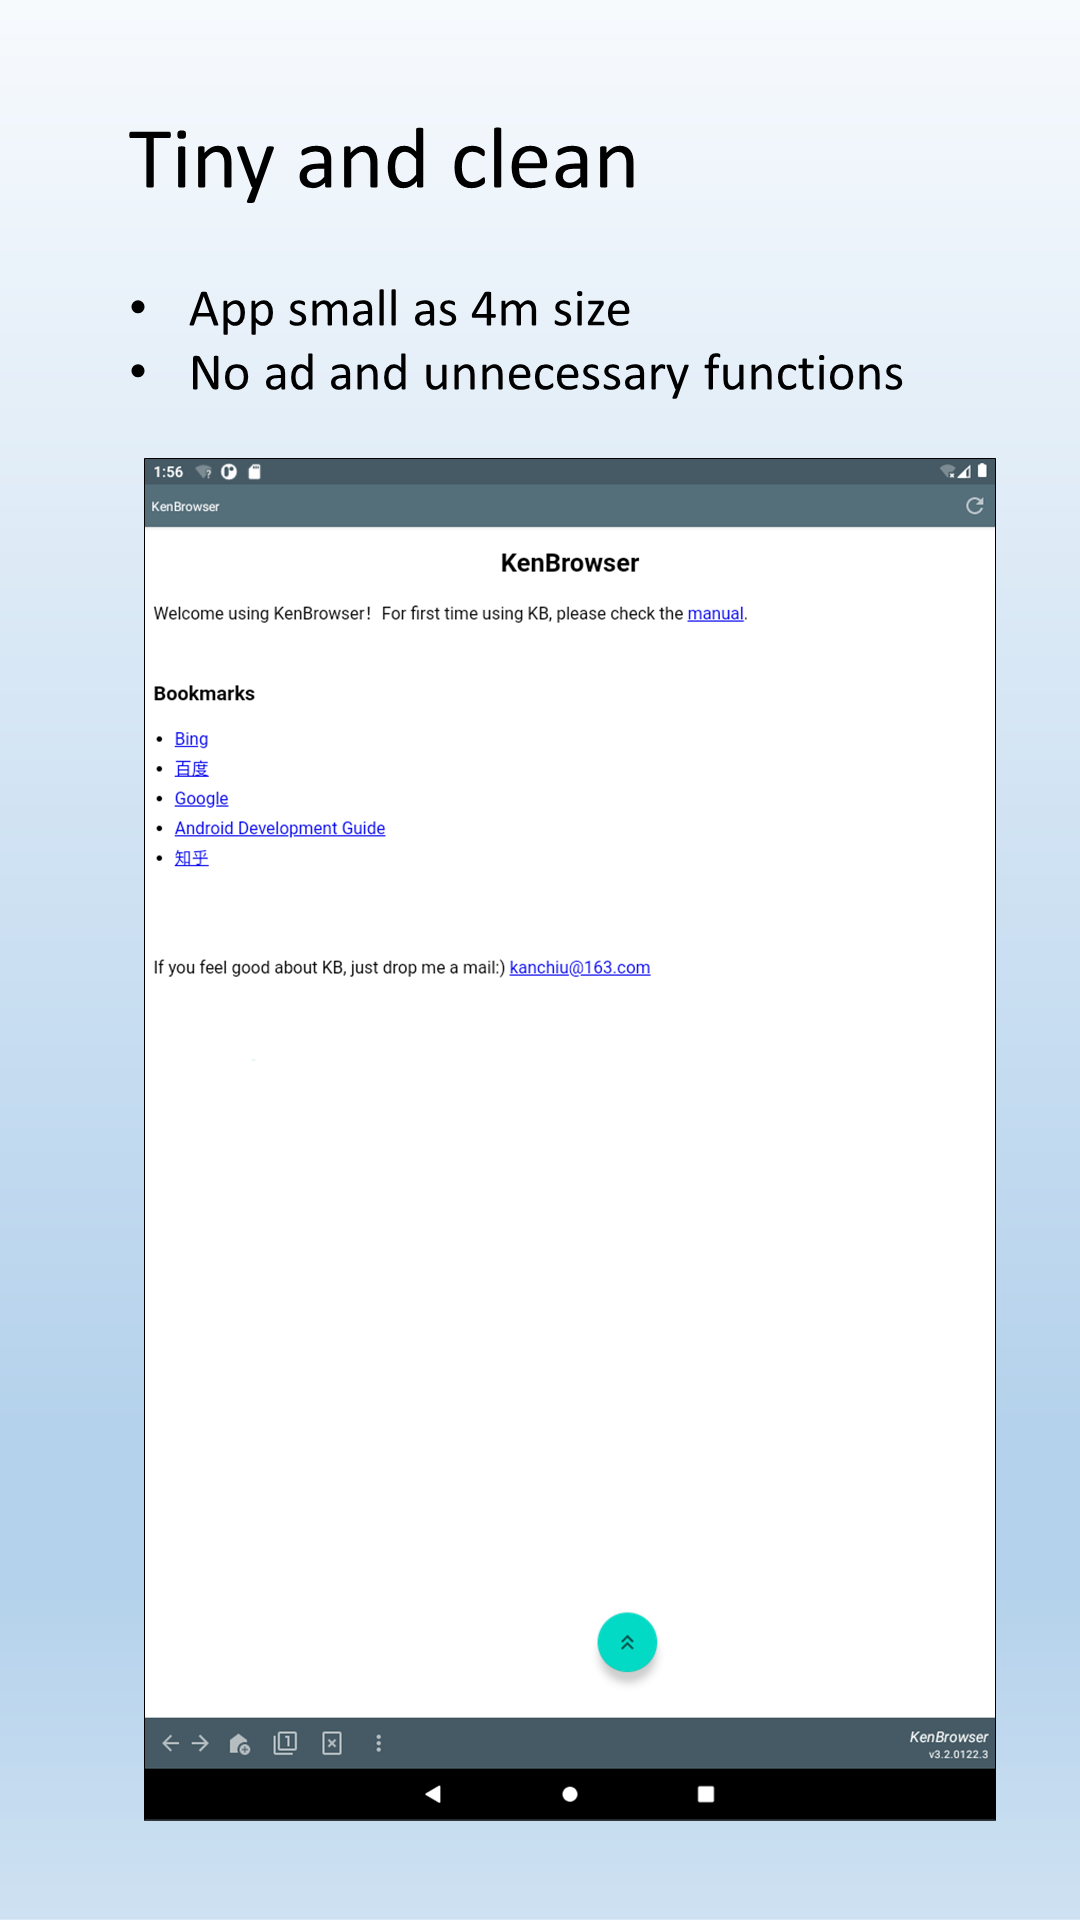 Tiny and clean
• App small as 4m size
• No ad and unnecessary functions
1:56
KenBrowser
KenBrowser
Welcome using KenBrowser！For first time using KB, please check the manual.
Bookmarks
• Bing
• 百度
• Google
• Android Development Guide
• 知乎
If you feel good about KB, just drop me a mail:) kanchiu@163.com
1
KenBrowser
v3.2.0122.3